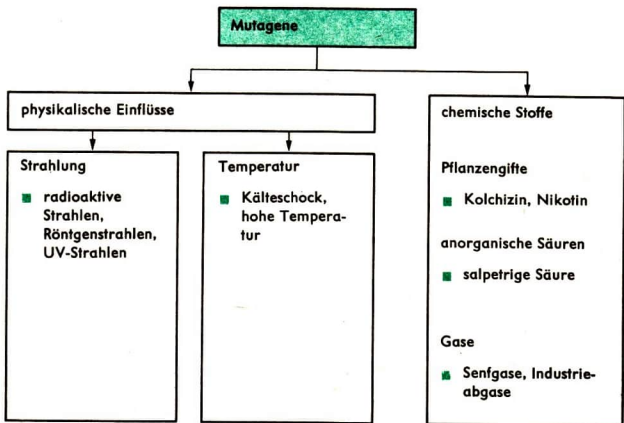 Mutagene
physikalische Einflüsse
Strahlung
radioaktive
Strahlen,
Röntgenstrahlen,
UV-Strahlen
Temperatur
Kälteschock,
hohe Tempera-
tur
chemische Stoffe
Pflanzengifte
Kolchizin, Nikotin
anorganische Säuren
salpetrige Säure
Gase
Senfgase, Industrie-
abgase